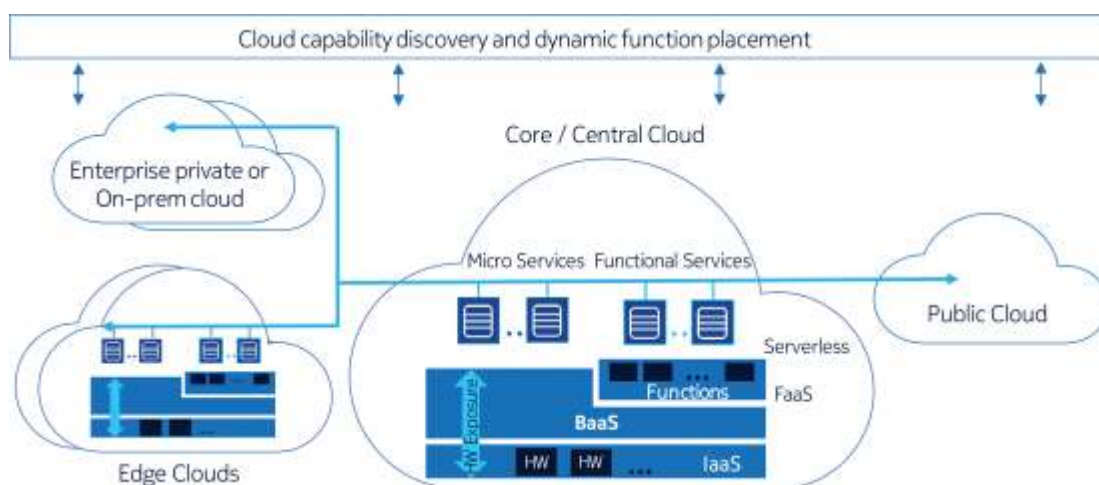 Cloud capability discovery and dynamic function placement
Core / Central Cloud
Enterprise private or
On-prem cloud
Micro Services Functional Services
Public Cloud
Serverless
Functions
FaaS
HW Exposure
BaaS
HW HW ... IaaS
Edge Clouds